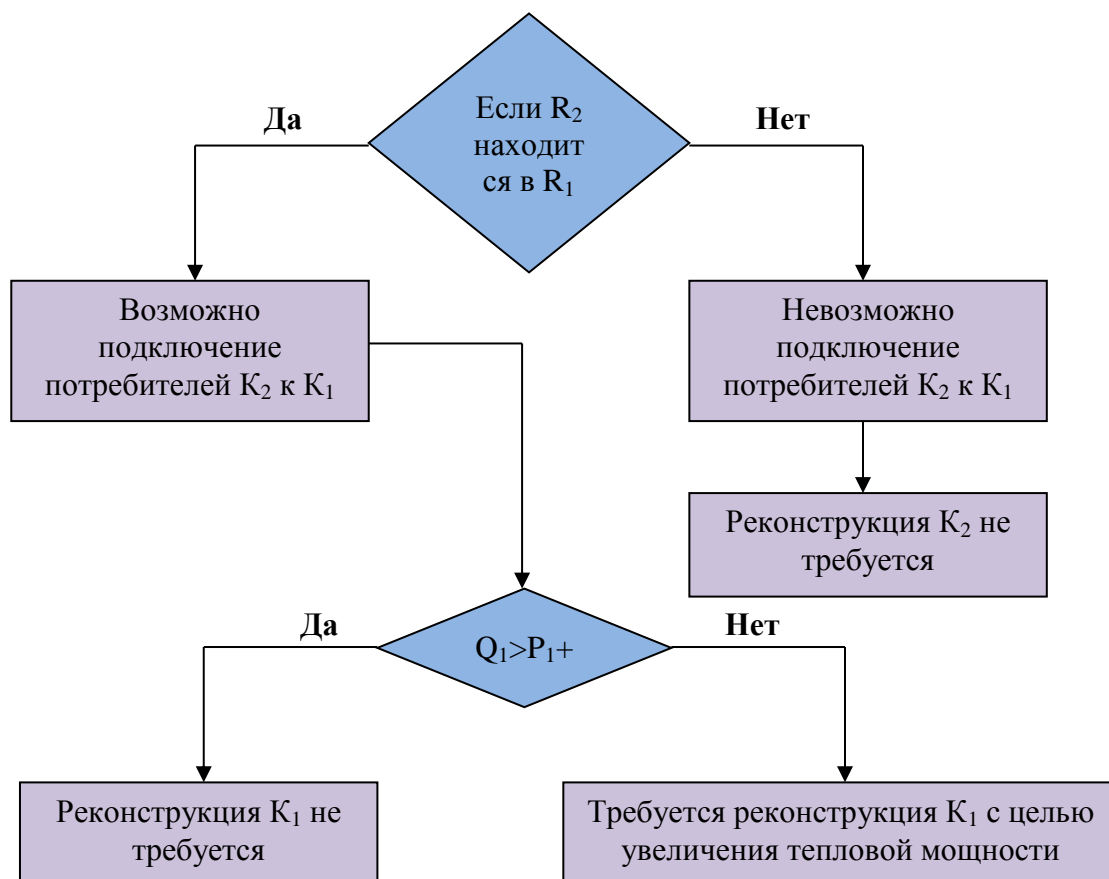 Да
Если R₂
находит
ся в R₁
Нет
Возможно
подключение
потребителей К₂ к К₁
Невозможно
подключение
потребителей К₂ к К₁
Реконструкция К₂ не
требуется
Да
Q₁>P₁+
Нет
Реконструкция К₁ не
требуется
Требуется реконструкция К₁ с целью
увеличения тепловой мощности